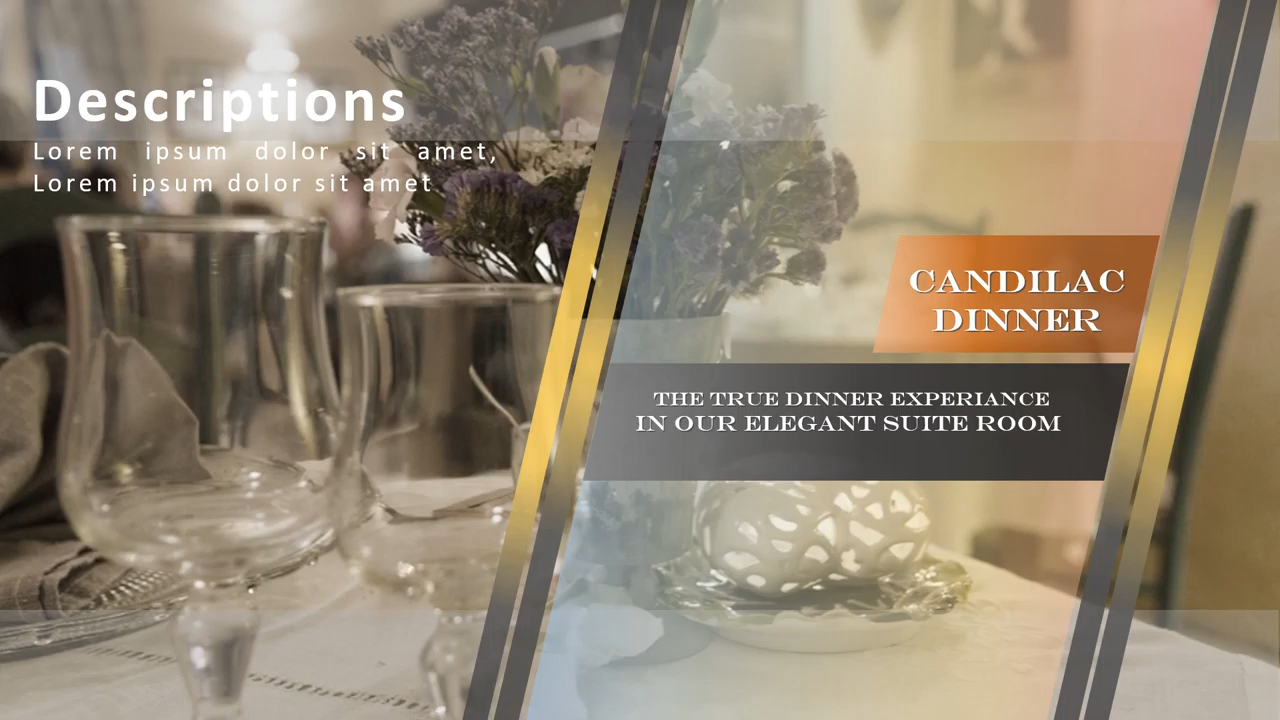 Descriptions
Lorem ipsum dolor sit amet,
Lorem ipsum dolor sit amet
CANDILAC
DINNER
THE TRUE DINNER EXPERIANCE
IN OUR ELEGANT SUITE ROOM